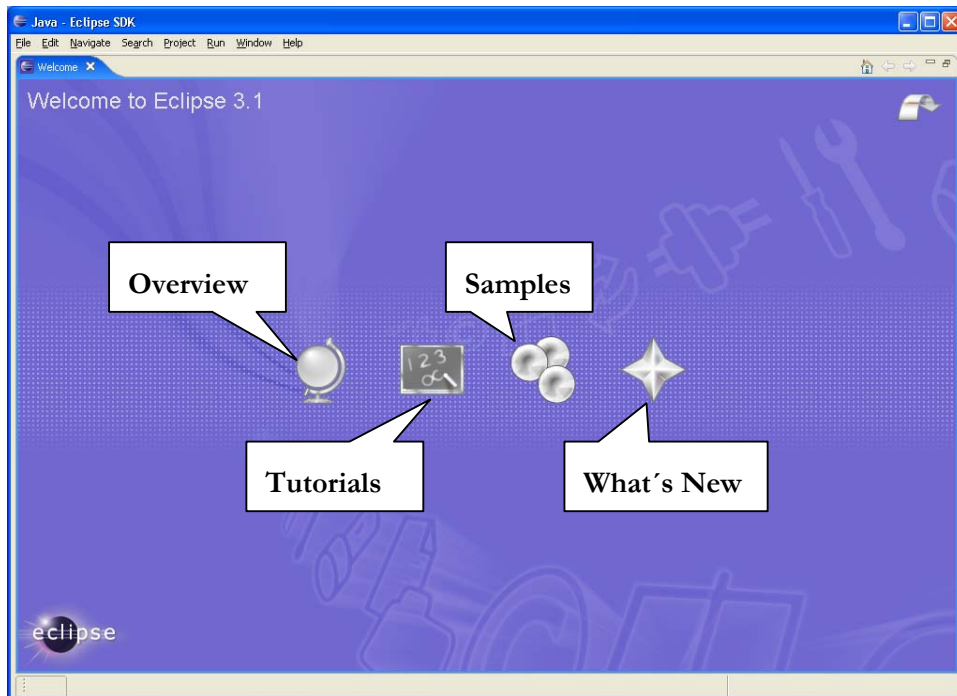 Java - Eclipse SDK
File Edit Navigate Search Project Run Window Help
Welcome
Welcome to Eclipse 3.1
Overview
Samples
123
Tutorials
What´s New
eclipse